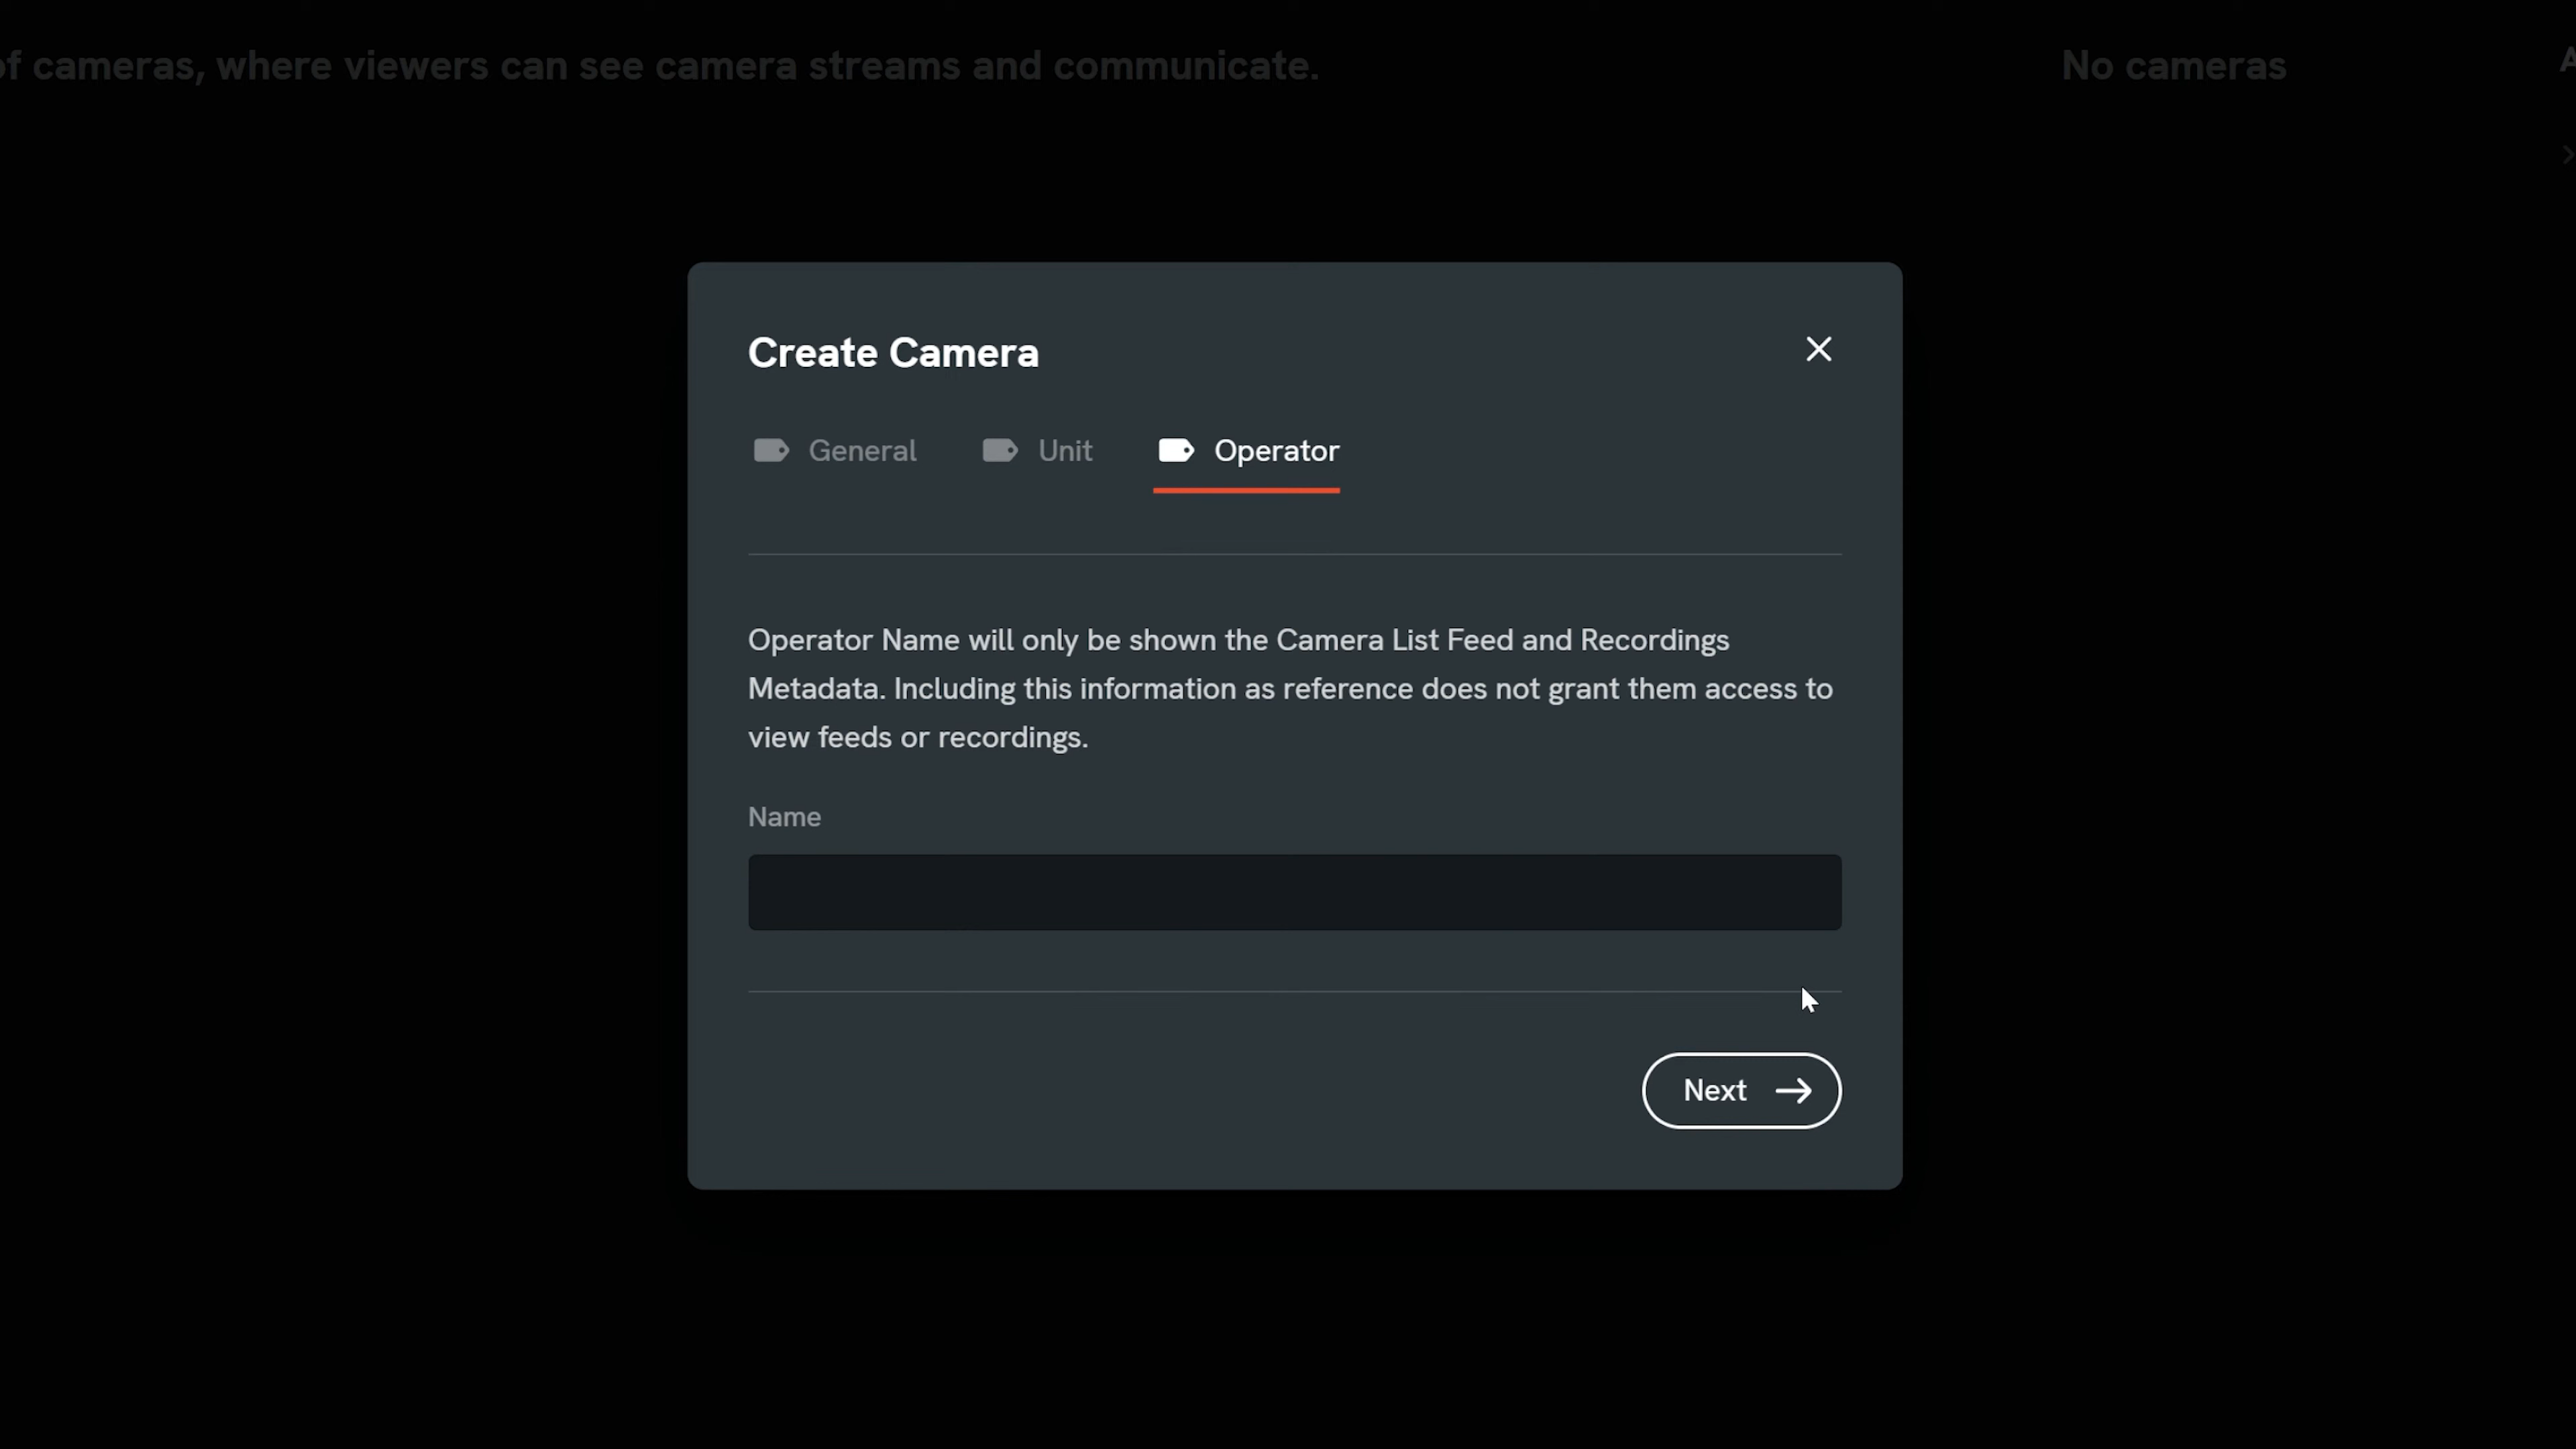 of cameras, where viewers can see camera streams and communicate.
No cameras
Create Camera
General
Unit
Operator
Operator Name will only be shown the Camera List Feed and Recordings
Metadata. Including this information as reference does not grant them access to
view feeds or recordings.
Name
Next